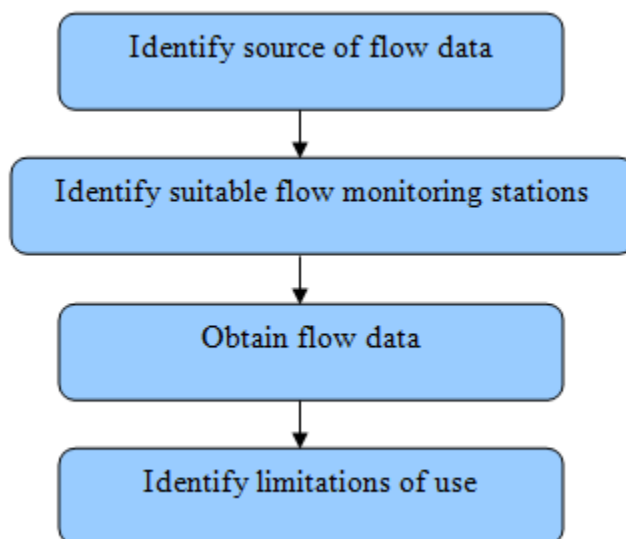 Identify source of flow data
Identify suitable flow monitoring stations
Obtain flow data
Identify limitations of use